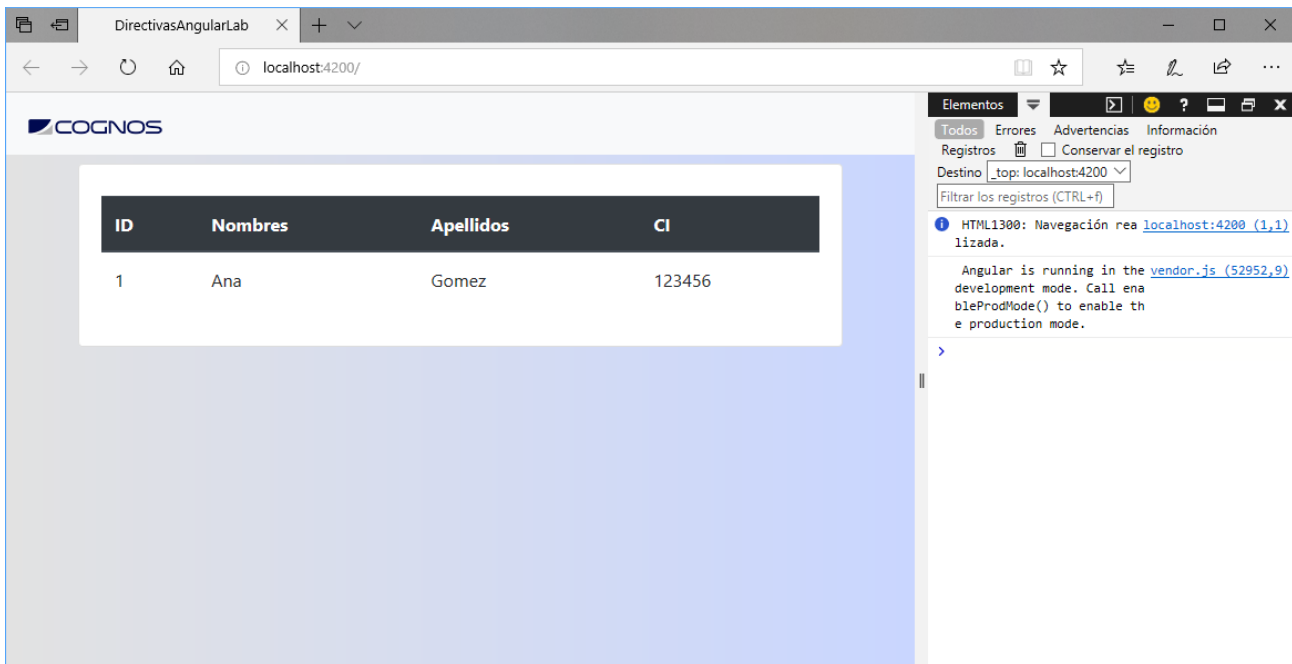 DirectivasAngularLab
localhost:4200/
COGNOS
ID Nombres Apellidos CI
1 Ana Gomez 123456
Elementos
?
Todos Errores Advertencias Información
Registros Conservar el registro
Destino _top: localhost:4200
Filtrar los registros (CTRL+f)
HTML1300: Navegación rea localhost:4200 (1,1)
lizada.
Angular is running in the vendor.js (52952,9)
development mode. Call ena
bleProdMode() to enable th
e production mode.